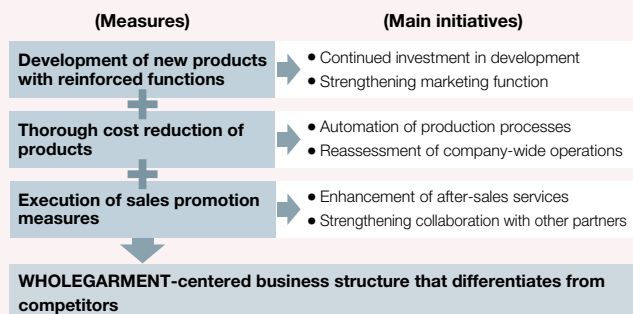 (Measures)
(Main initiatives)
Development of new products
with reinforced functions
● Continued investment in development
● Strengthening marketing function
Thorough cost reduction of
products
● Automation of production processes
● Reassessment of company-wide operations
Execution of sales promotion
measures
● Enhancement of after-sales services
● Strengthening collaboration with other partners
WHOLEGARMENT-centered business structure that differentiates from
competitors